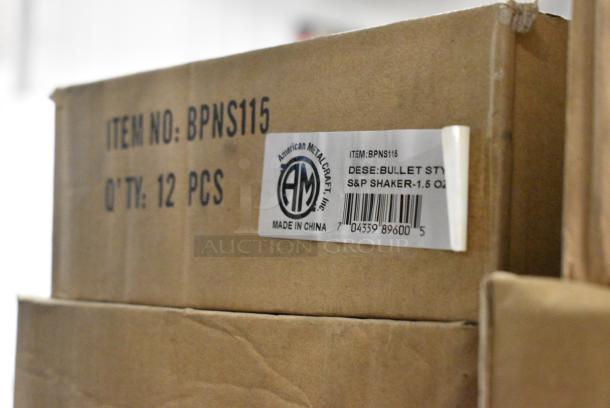 ITEM NO: BPNS115
Q'TY: 12 PCS
American METALCRAFT, Inc.
AM
MADE IN CHINA
ITEM:BPNS115
DESE:BULLET STY
S&P SHAKER-1.5 OZ
7 04339 89600 5
AUCTION GROUP